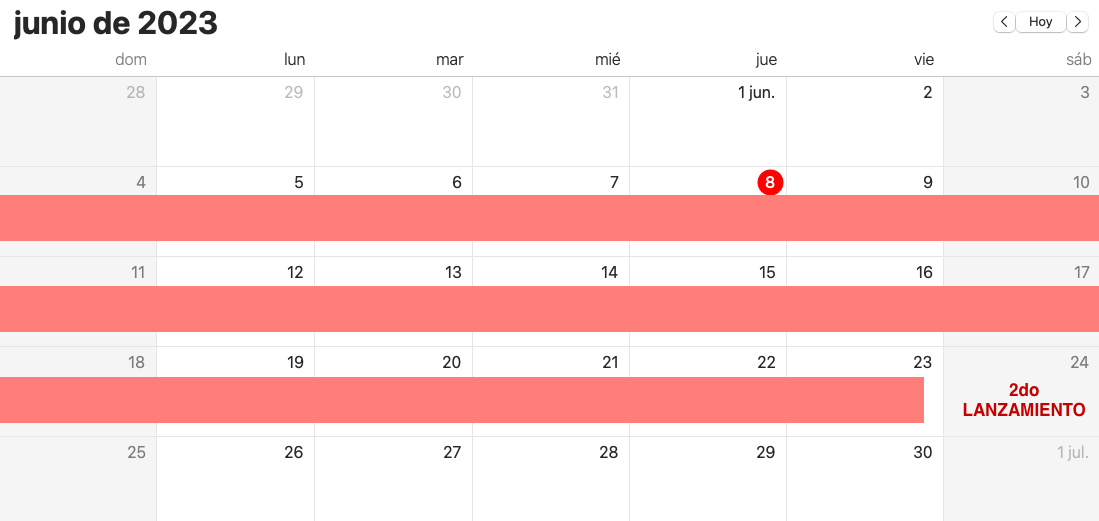 junio de 2023
Hoy
dom lun mar mié jue vie sáb
28 29 30 31 1 jun. 2 3
4 5 6 7 8 9 10
11 12 13 14 15 16 17
18 19 20 21 22 23 24
2do
LANZAMIENTO
25 26 27 28 29 30 1 jul.